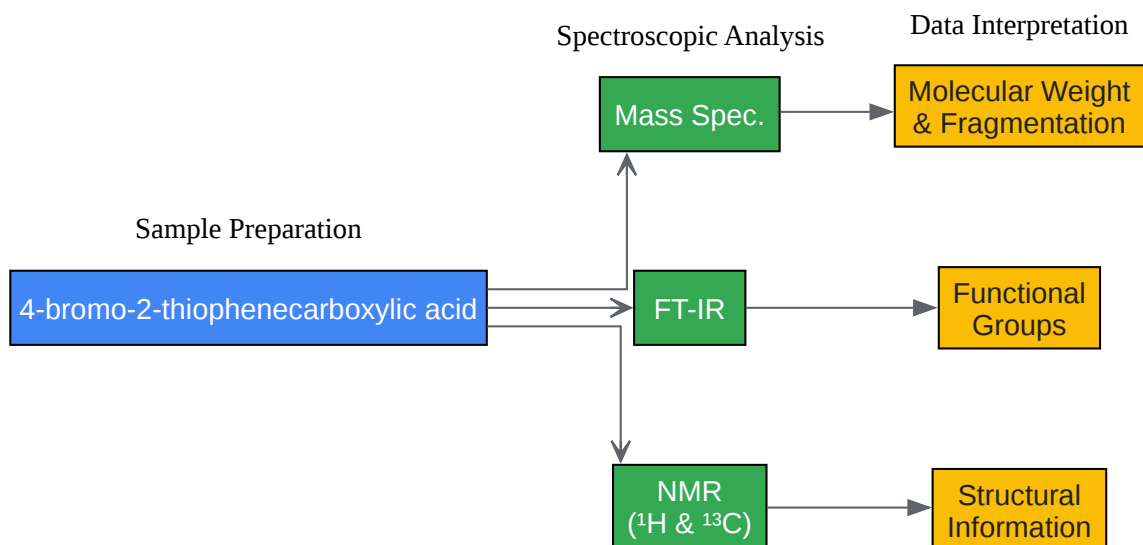 Spectroscopic Analysis
Data Interpretation
Mass Spec.
Molecular Weight
& Fragmentation
Sample Preparation
4-bromo-2-thiophenecarboxylic acid
FT-IR
Functional
Groups
NMR
(¹H & ¹³C)
Structural
Information